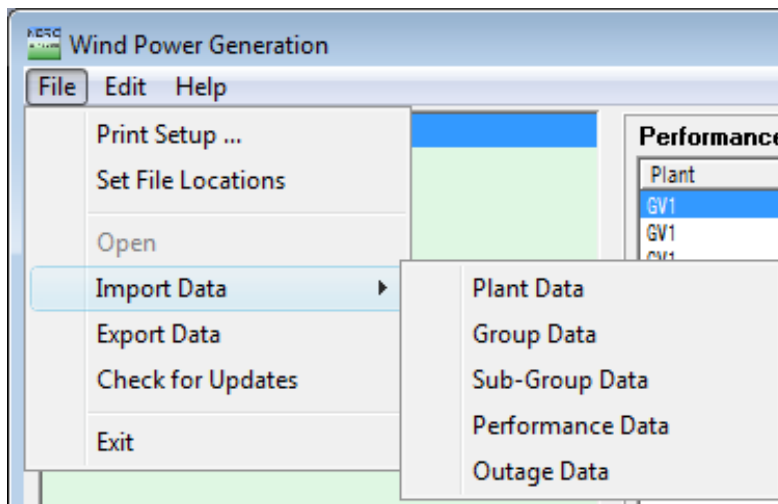 Wind Power Generation
File Edit Help
Print Setup ...
Set File Locations
Open
Import Data
Export Data
Check for Updates
Exit
Plant Data
Group Data
Sub-Group Data
Performance Data
Outage Data
Performance
Plant
GV1
GV1
GV1